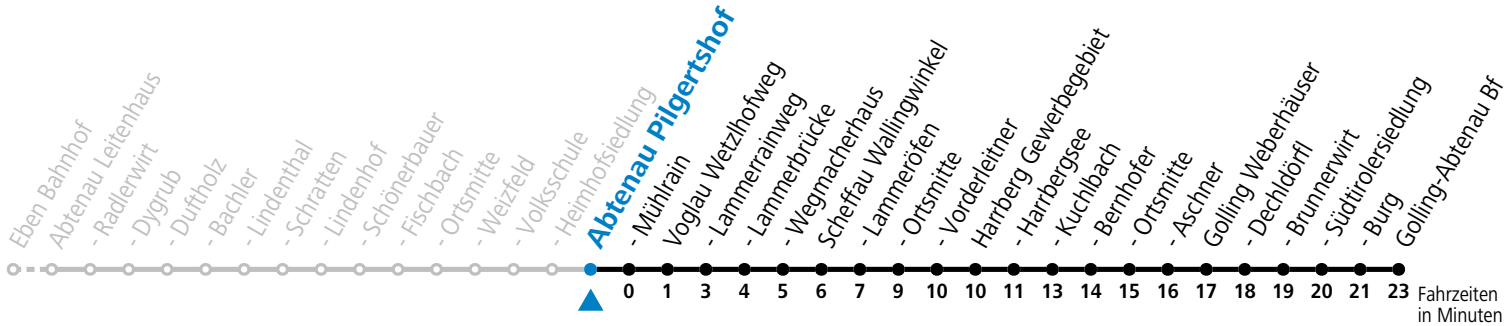 Eben Bahnhof
Abtenau Leitenhaus
- Radlerwirt
- Dygrub
- Duftholz
- Bachler
- Lindenthal
- Schratten
- Lindenhof
- Schönerbauer
- Fischbach
- Ortsmitte
- Weizfeld
- Volksschule
- Heimhofsiedlung
Abtenau Pilgertshof
- Mühlrain
Voglau Wetzlhofweg
- Lammerrainweg
- Lammerbrücke
- Wegmacherhaus
Scheffau Wallingwinkel
- Lammeröfen
- Ortsmitte
- Vorderleitner
Harrberg Gewerbegebiet
- Harrbergsee
- Kuchlbach
- Bernhofer
- Ortsmitte
- Aschner
Golling Weberhäuser
- Dechldörfl
- Brunnerwirt
- Südtirolersiedlung
- Burg
Golling-Abtenau Bf
0 1 3 4 5 6 7 9 10 10 11 13 14 15 16 17 18 19 20 21 23 Fahrzeiten
in Minuten